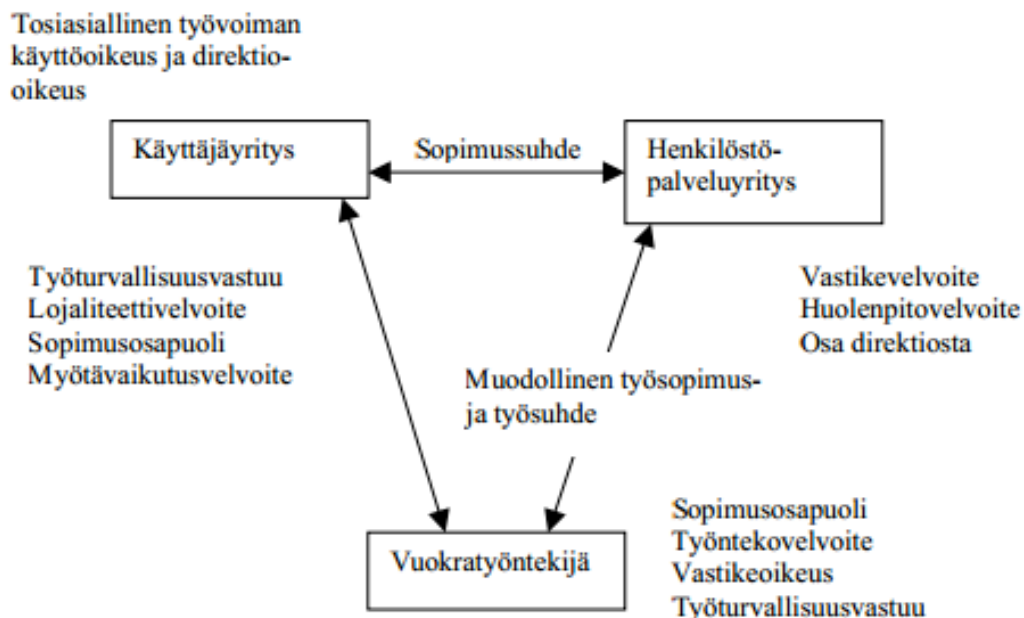 Tosiasiallinen työvoiman
käyttöoikeus ja direktio-
oikeus
Käyttäjäyritys
Sopimussuhde
Henkilöstö-
palveluyritys
Työturvallisuusvastuu
Lojaliteettivelvoite
Sopimusosapuoli
Myötävaikutusvelvoite
Vastikevelvoite
Huolenpitovelvoite
Osa direktiosta
Muodollinen työsopimus-
ja työsuhde
Vuokratyöntekijä
Sopimusosapuoli
Työntekovelvoite
Vastikeoikeus
Työturvallisuusvastuu